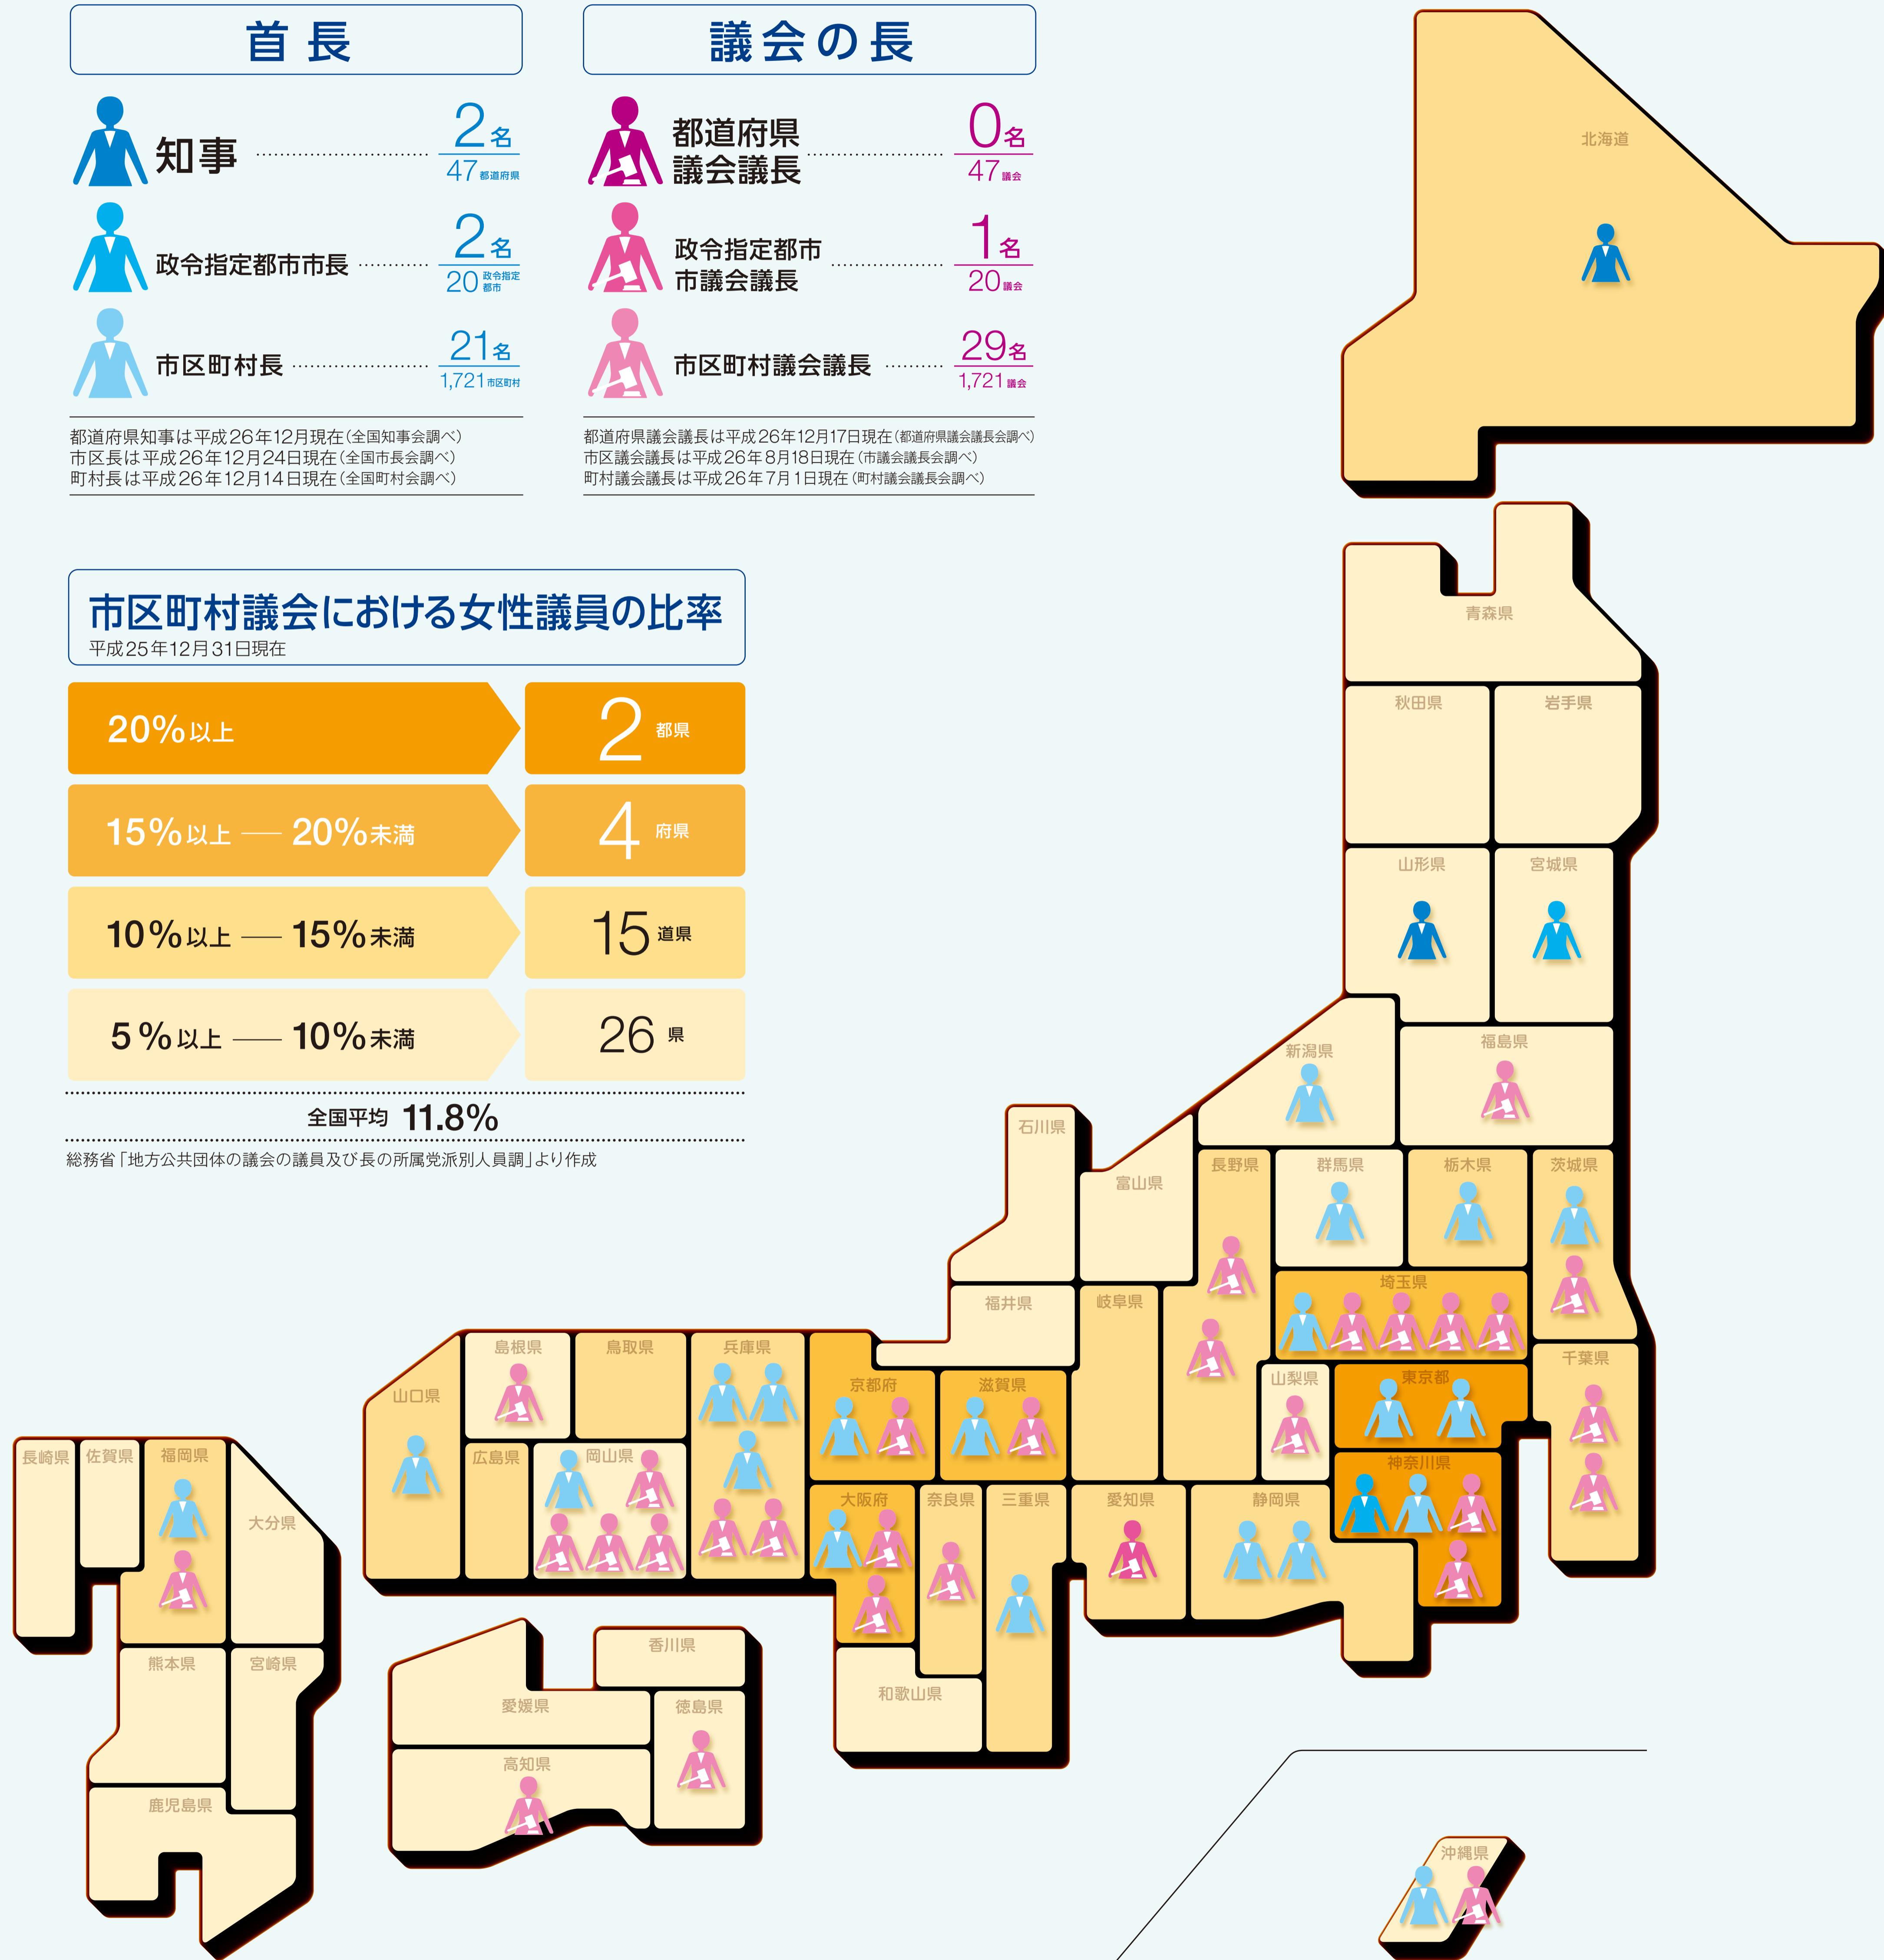 首長
知事
2名
47都道府県
政令指定都市市長
2名
20政令指定
都市
市区町村長
21名
1,721市区町村
都道府県知事は平成26年12月現在(全国知事会調べ)
市区長は平成26年12月24日現在(全国市長会調べ)
町村長は平成26年12月14日現在(全国町村会調べ)
議会の長
都道府県
議会議長
0名
47議会
政令指定都市
市議会議長
1名
20議会
市区町村議会議長
29名
1,721議会
都道府県議会議長は平成26年12月17日現在(都道府県議会議長会調べ)
市区議会議長は平成26年8月18日現在(市議会議長会調べ)
町村議会議長は平成26年7月1日現在(町村議会議長会調べ)
市区町村議会における女性議員の比率
平成25年12月31日現在
20%以上 2都県
15%以上 — 20%未満 4府県
10%以上 — 15%未満 15道県
5%以上 — 10%未満 26県
全国平均 11.8%
総務省「地方公共団体の議会の議員及び長の所属党派別人員調」より作成
北海道
青森県
秋田県
岩手県
山形県
宮城県
新潟県
福島県
石川県
富山県
長野県
群馬県
栃木県
茨城県
埼玉県
福井県
岐阜県
山梨県
東京都
千葉県
神奈川県
島根県
鳥取県
兵庫県
京都府
滋賀県
山口県
広島県
岡山県
大阪府
奈良県
三重県
愛知県
静岡県
和歌山県
長崎県
佐賀県
福岡県
大分県
熊本県
宮崎県
鹿児島県
香川県
愛媛県
徳島県
高知県
沖縄県